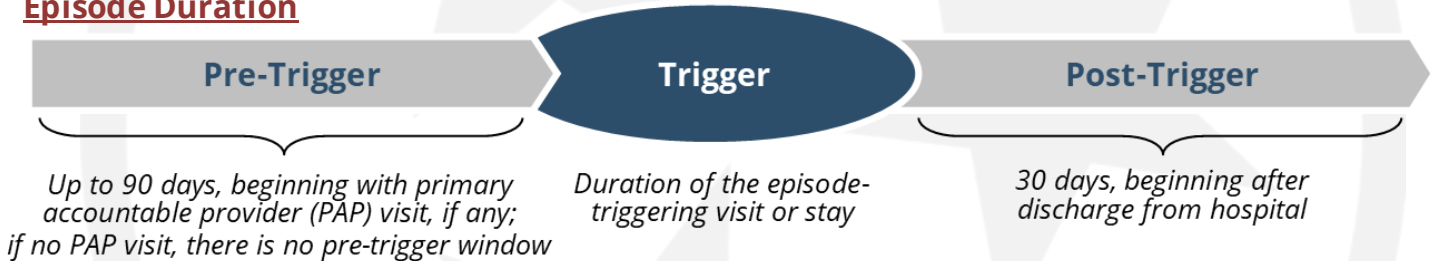 Episode Duration
Pre-Trigger
Trigger
Post-Trigger
Up to 90 days, beginning with primary
accountable provider (PAP) visit, if any;
if no PAP visit, there is no pre-trigger window
Duration of the episode-
triggering visit or stay
30 days, beginning after
discharge from hospital